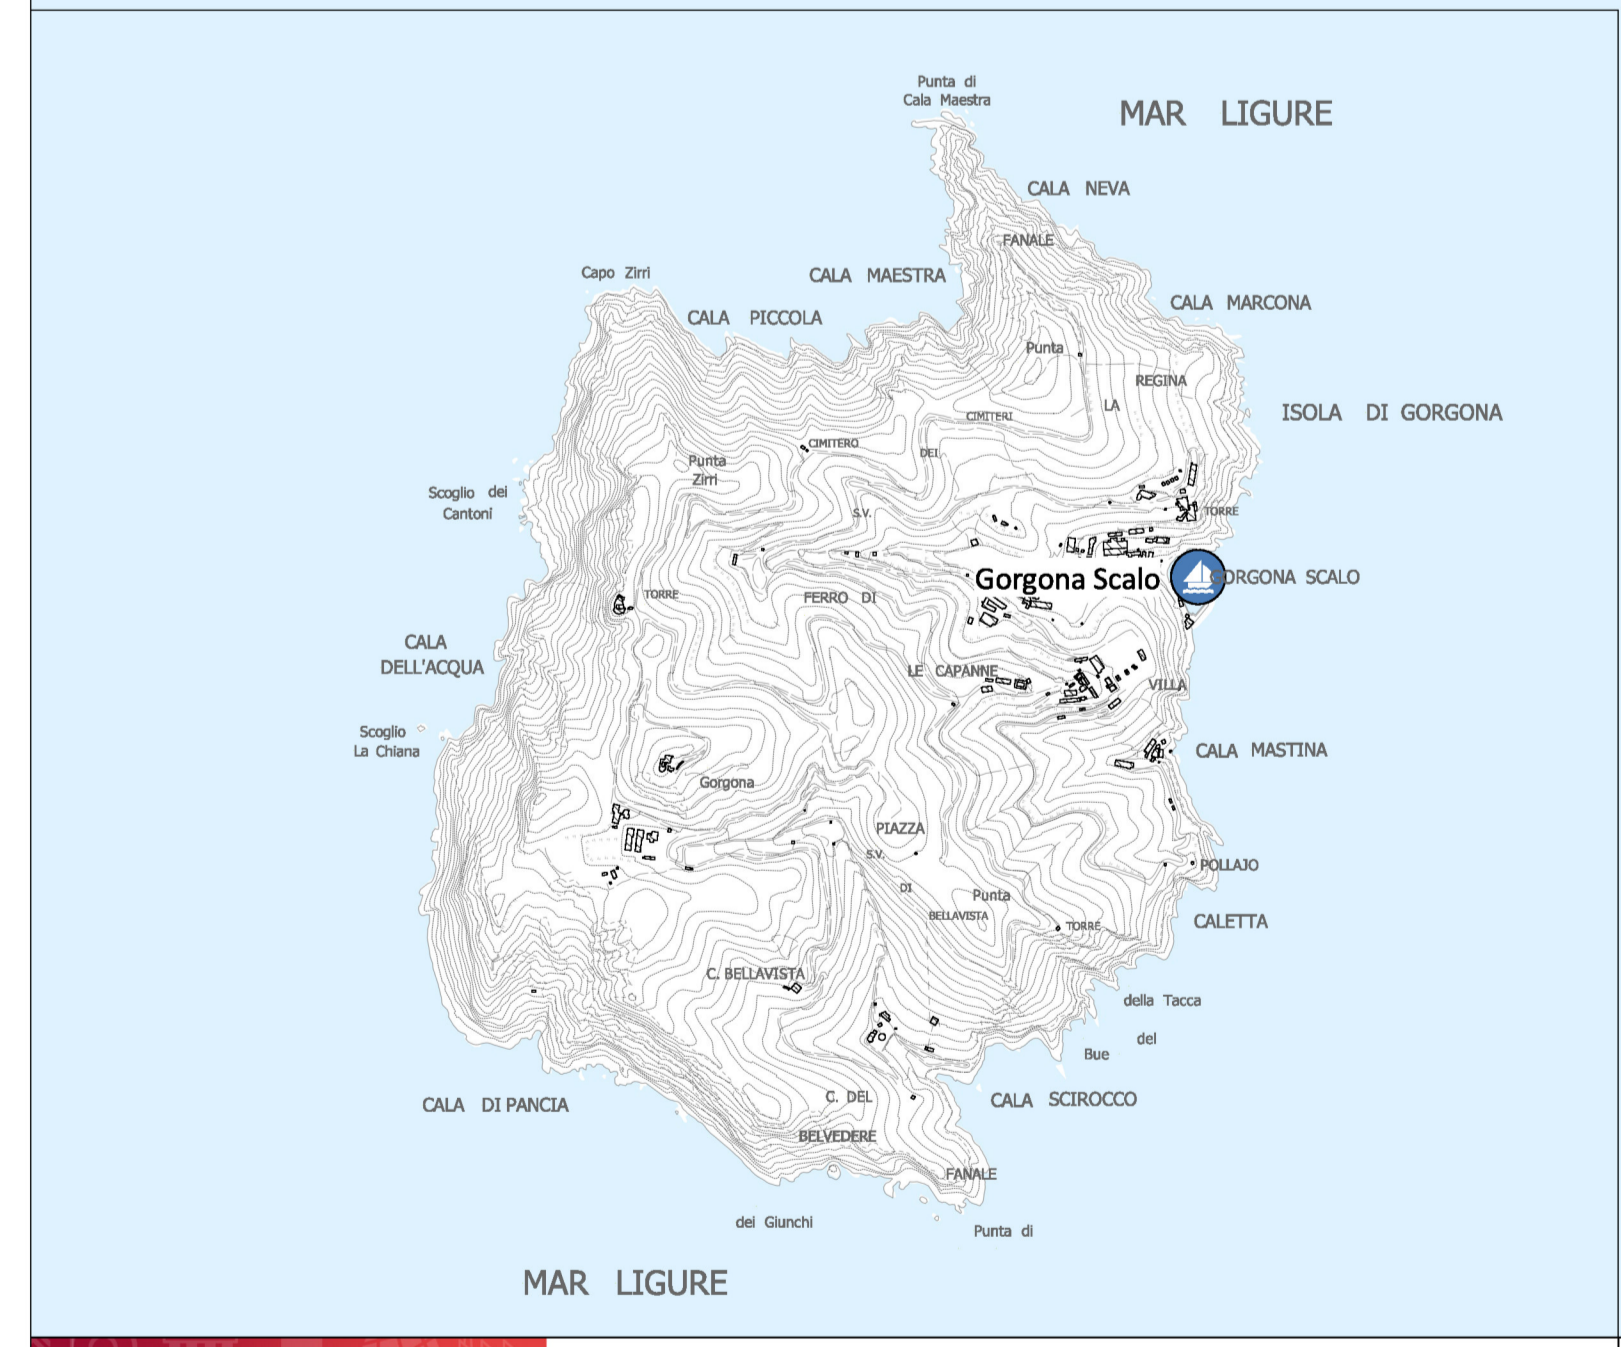 Punta di
Cala Maestra
MAR LIGURE
CALA NEVA
FANALE
Capo Zirri
CALA MAESTRA
CALA MARCONA
CALA PICCOLA
Punta
REGINA
LA
CIMITERI
ISOLA DI GORGONA
CIMITERO
DEI
Punta
Zirri
Scoglio dei
Cantoni
S.V.
TORRE
Gorgona Scalo
GORGONA SCALO
TORRE
FERRO DI
CALA
DELL'ACQUA
LE CAPANNE
VILLA
Scoglio
La Chiana
CALA MASTINA
Gorgona
PIAZZA
S.V.
POLLAJO
DI
Punta
BELLAVISTA
TORRE
CALETTA
C. BELLAVISTA
della Tacca
del
Bue
C. DEL
CALA SCIROCCO
CALA DI PANCIA
BELVEDERE
FANALE
dei Giunchi
Punta di
MAR LIGURE